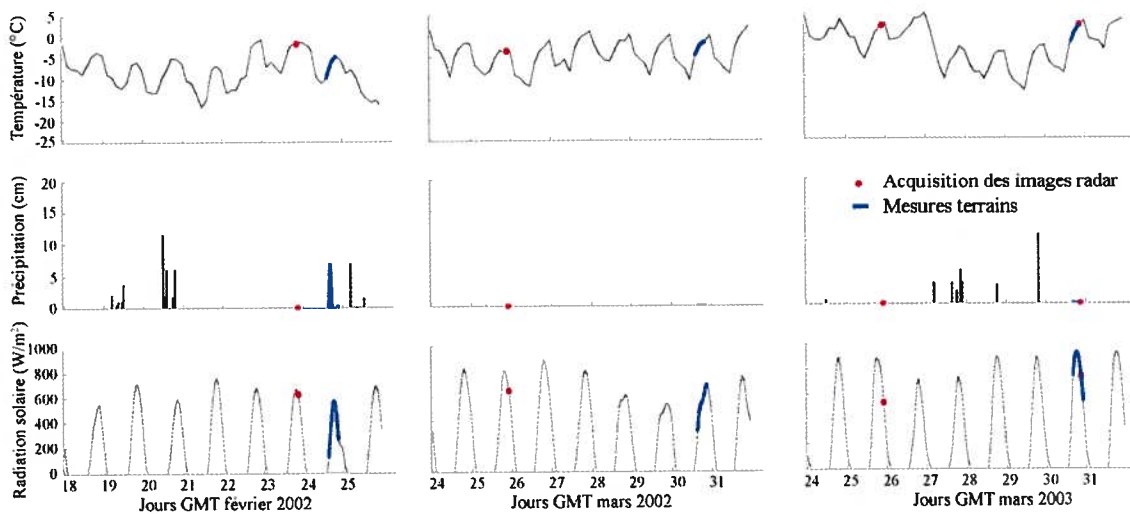 Température (°C)
5
0
-5
-10
-15
-20
-25
Précipitation (cm)
20
15
10
5
0
Acquisition des images radar
Mesures terrains
Radiation solaire (W/m²)
1000
800
600
400
200
0
18 19 20 21 22 23 24 25
Jours GMT février 2002
24 25 26 27 28 29 30 31
Jours GMT mars 2002
24 25 26 27 28 29 30 31
Jours GMT mars 2003